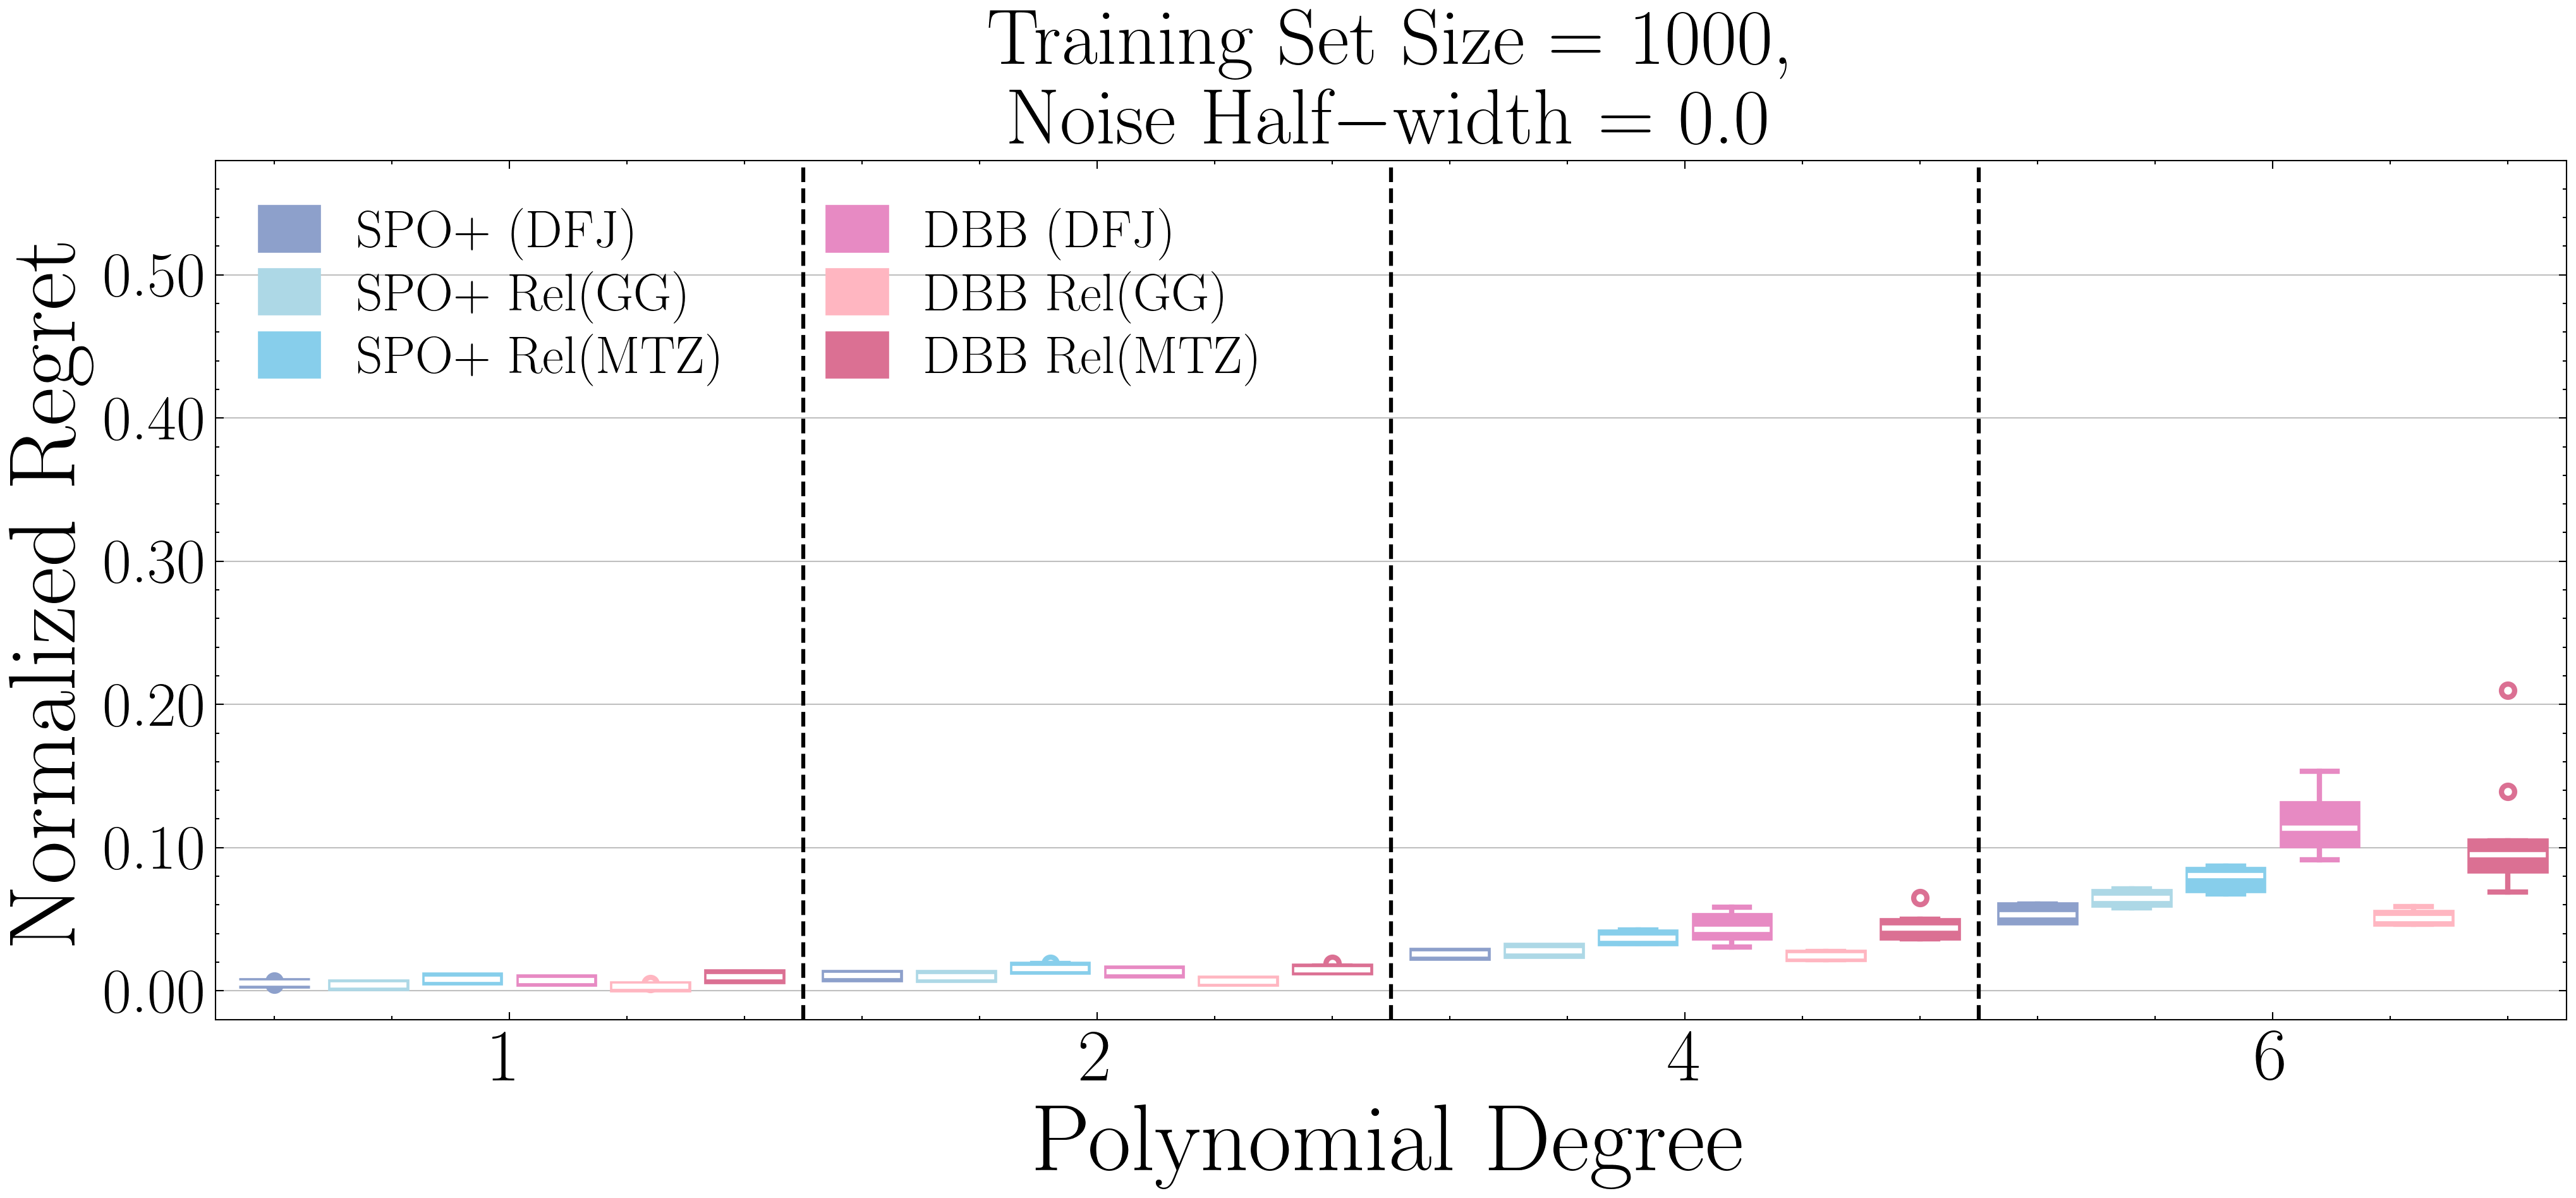 Training Set Size = 1000,
Noise Half−width = 0.0
Normalized Regret
0.50
0.40
0.30
0.20
0.10
0.00
SPO+ (DFJ)
SPO+ Rel(GG)
SPO+ Rel(MTZ)
DBB (DFJ)
DBB Rel(GG)
DBB Rel(MTZ)
1
2
4
6
Polynomial Degree